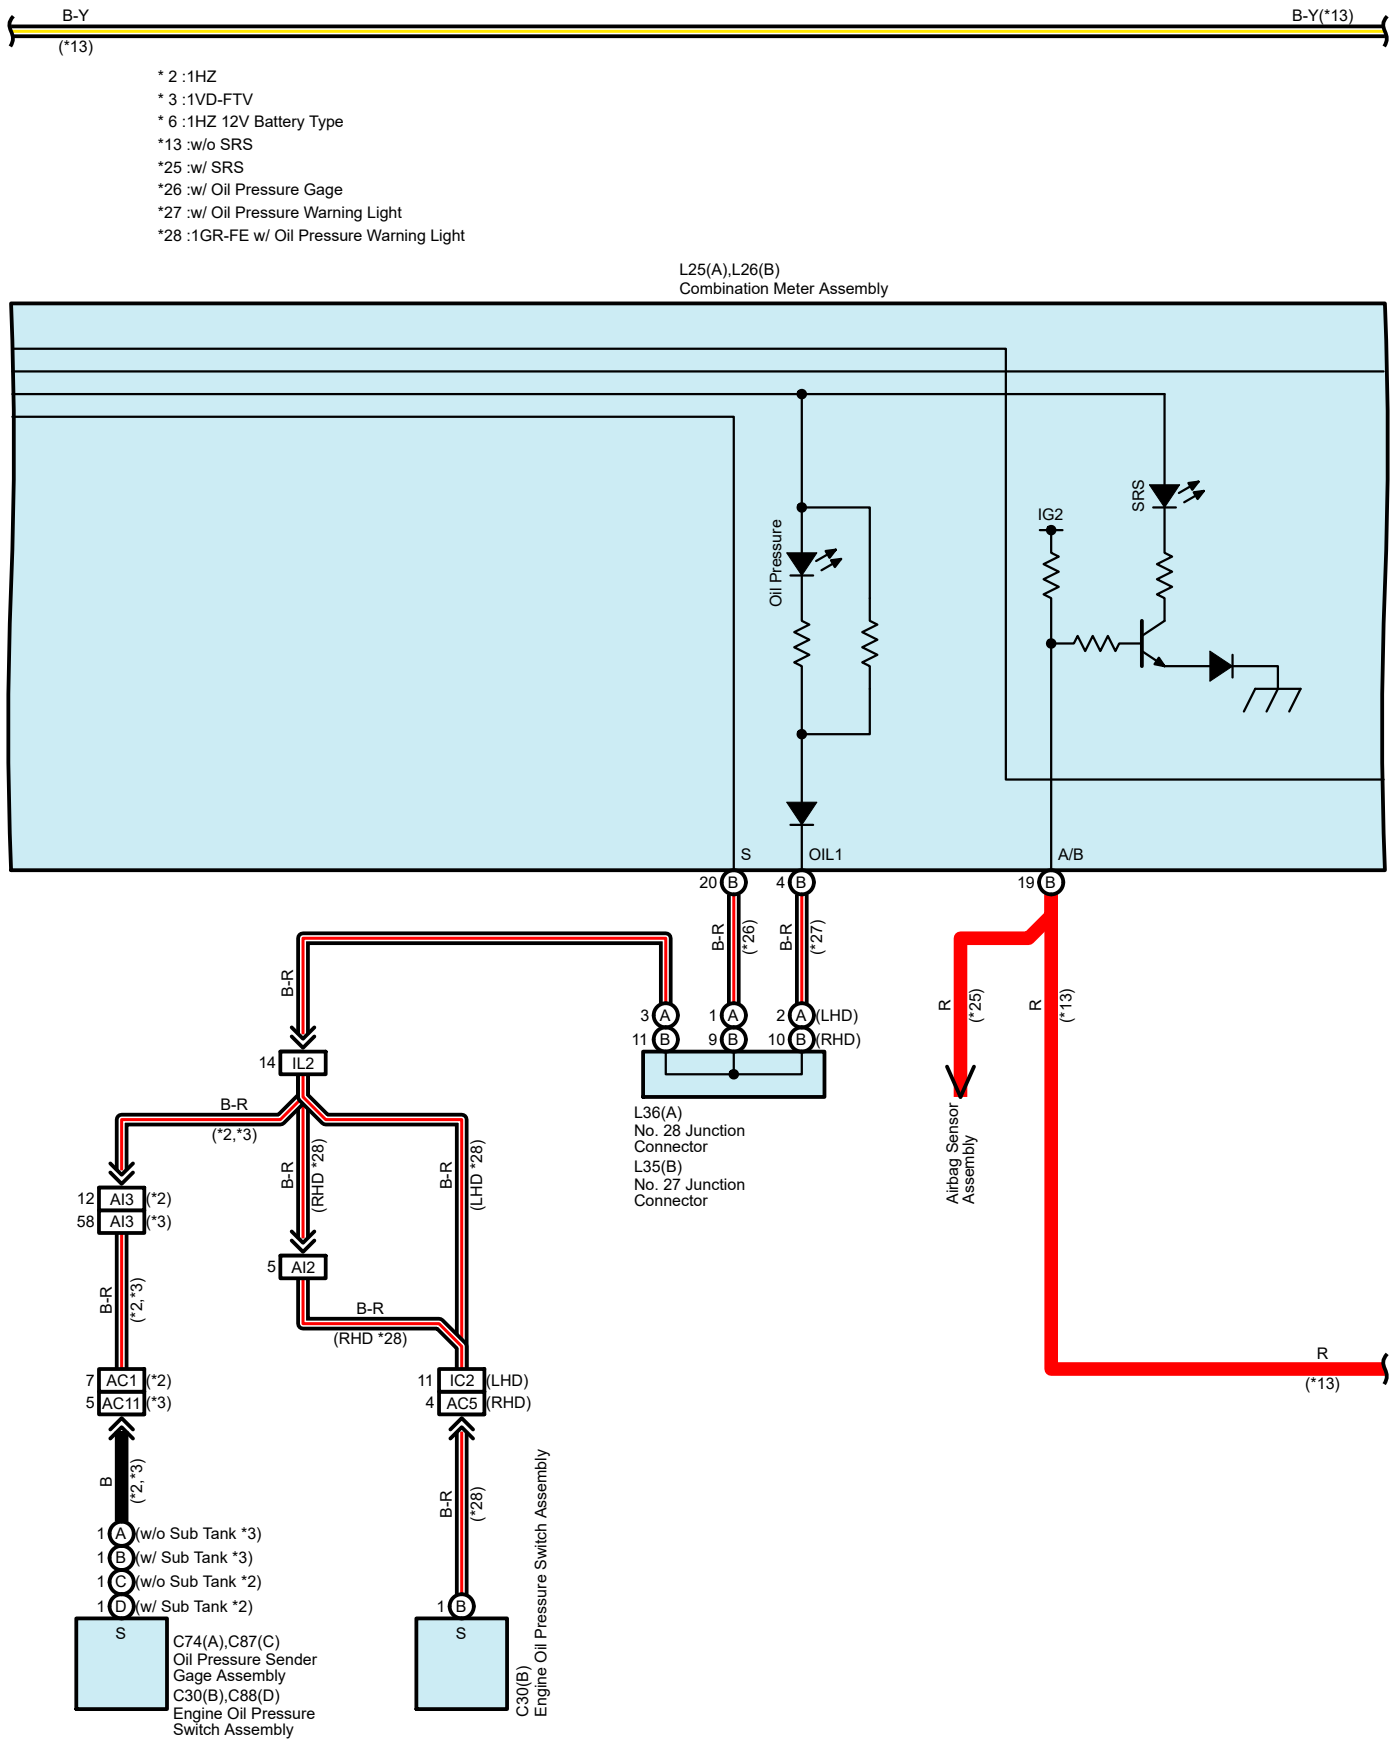 B-Y
B-Y(*13)
(*13)
* 2 :1HZ
* 3 :1VD-FTV
* 6 :1HZ 12V Battery Type
*13 :w/o SRS
*25 :w/ SRS
*26 :w/ Oil Pressure Gage
*27 :w/ Oil Pressure Warning Light
*28 :1GR-FE w/ Oil Pressure Warning Light
L25(A),L26(B)
Combination Meter Assembly
SRS
IG2
Oil Pressure
S
OIL1
A/B
20 B
4 B
19 B
B-R
(*26)
B-R
(*27)
B-R
R
(*25)
R
(*13)
3 A
1 A
2 A (LHD)
11 B
9 B
10 B (RHD)
14 IL2
L36(A)
No. 28 Junction
Connector
L35(B)
No. 27 Junction
Connector
Airbag Sensor
Assembly
B-R
(*2,*3)
B-R
(RHD *28)
B-R
(LHD *28)
12 AI3 (*2)
58 AI3 (*3)
5 AI2
B-R
(*2,*3)
B-R
(RHD *28)
R
(*13)
7 AC1 (*2)
5 AC11 (*3)
11 IC2 (LHD)
4 AC5 (RHD)
B
(*2,*3)
B-R
(*28)
1 A (w/o Sub Tank *3)
1 B (w/ Sub Tank *3)
1 C (w/o Sub Tank *2)
1 D (w/ Sub Tank *2)
S
C74(A),C87(C)
Oil Pressure Sender
Gage Assembly
C30(B),C88(D)
Engine Oil Pressure
Switch Assembly
1 B
S
C30(B)
Engine Oil Pressure Switch Assembly